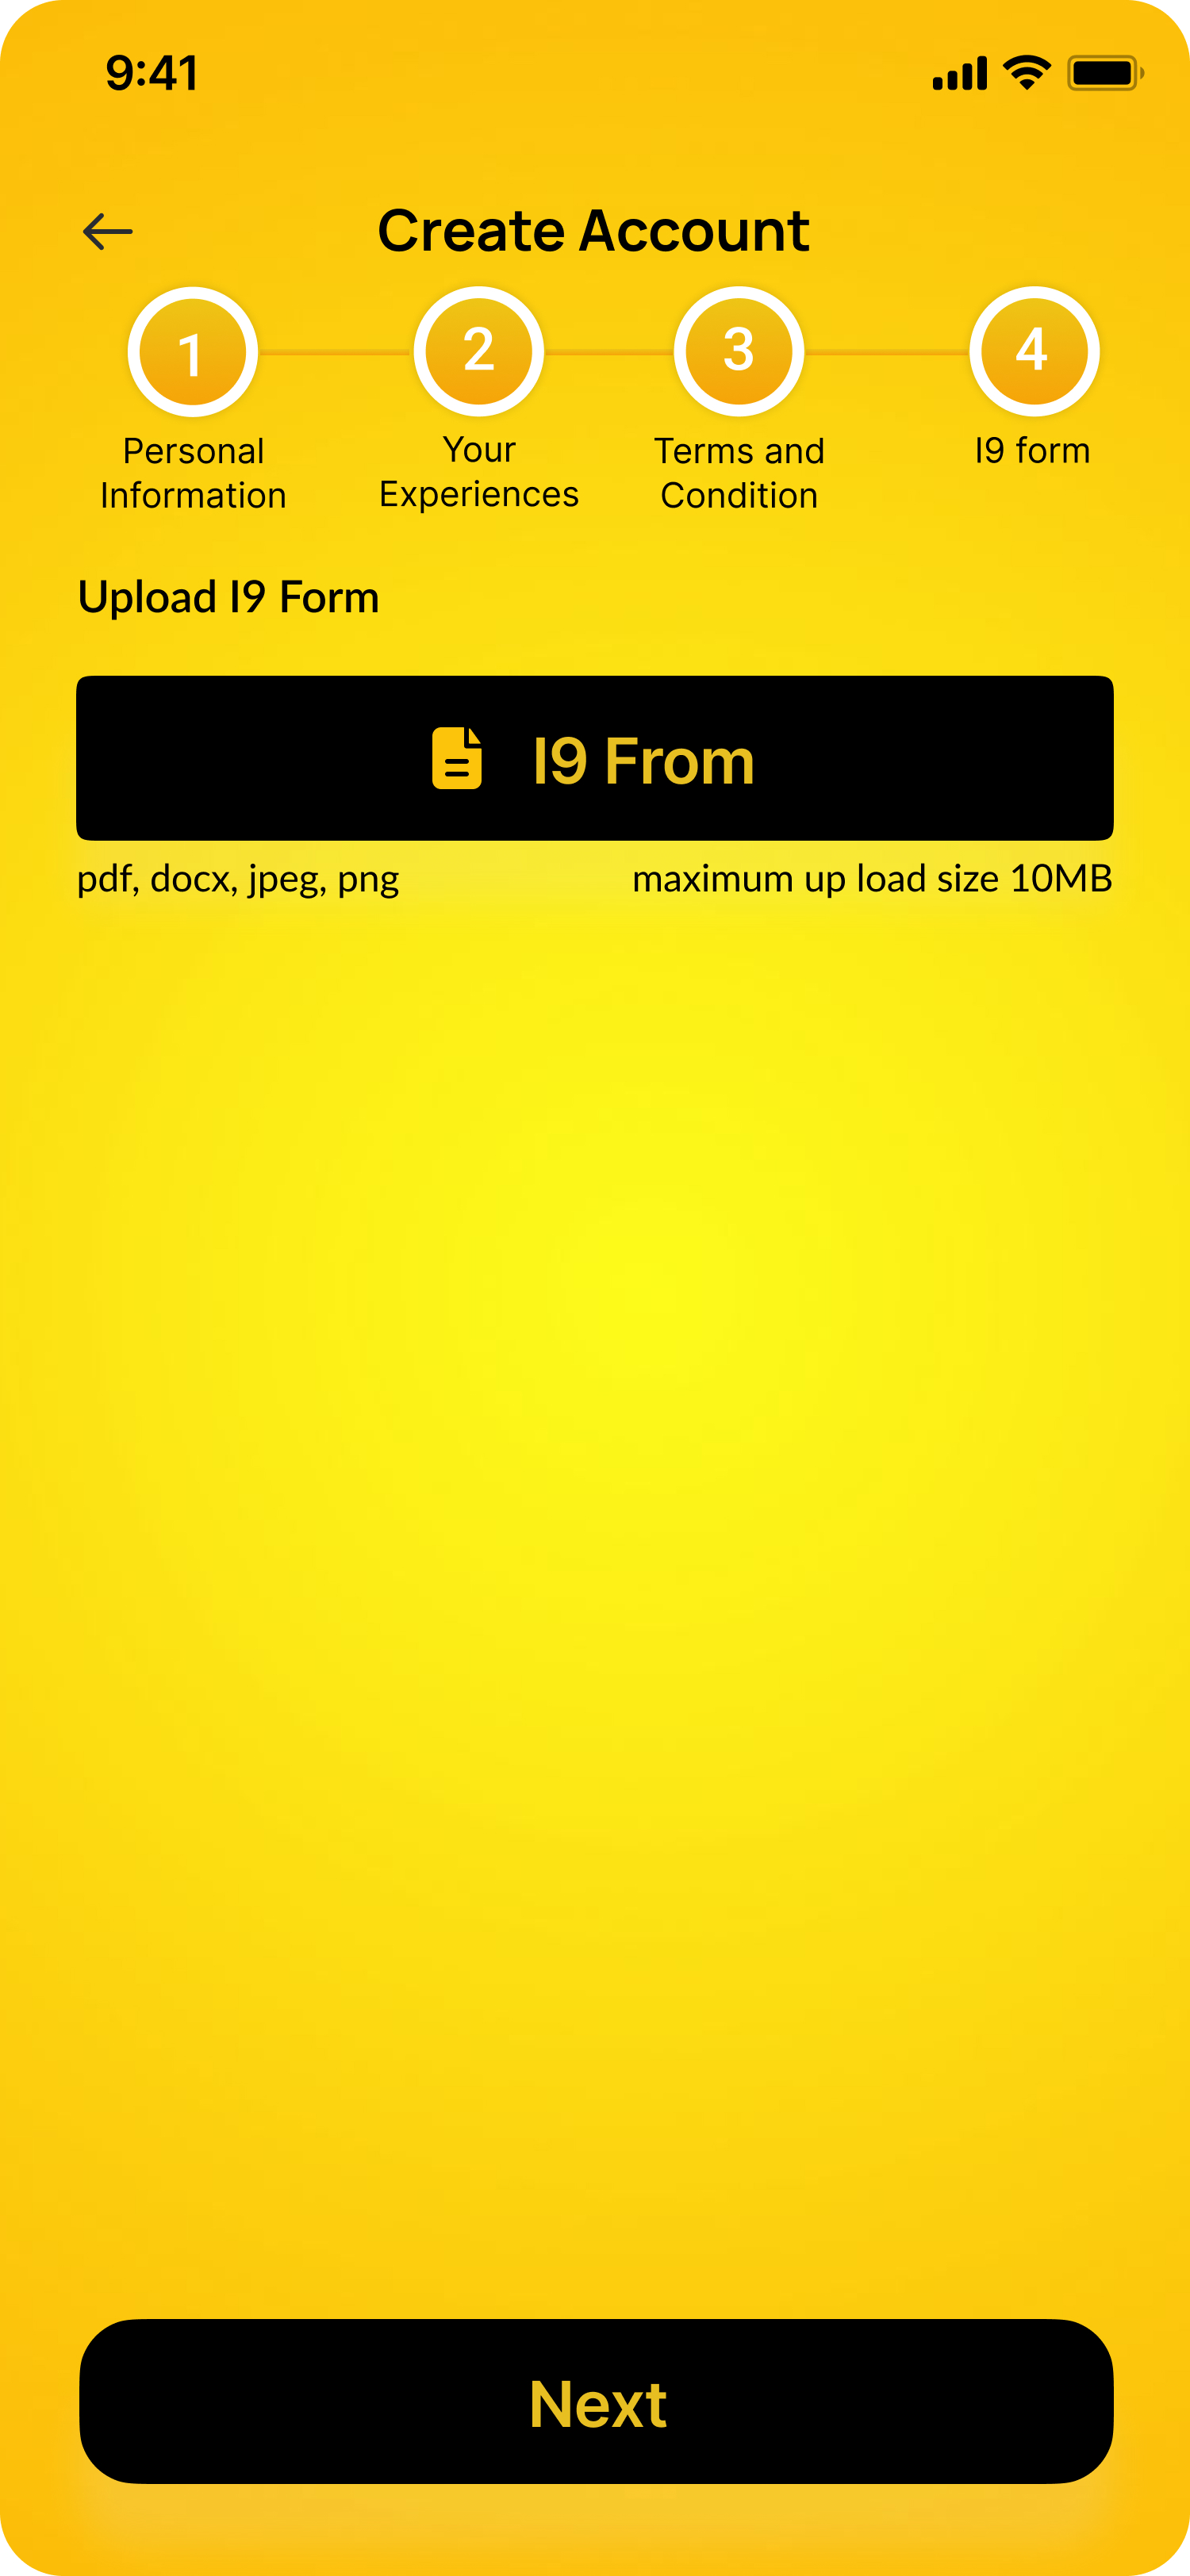 9:41
Create Account
1
2
3
4
Personal
Information
Your
Experiences
Terms and
Condition
I9 form
Upload I9 Form
I9 From
pdf, docx, jpeg, png
maximum up load size 10MB
Next